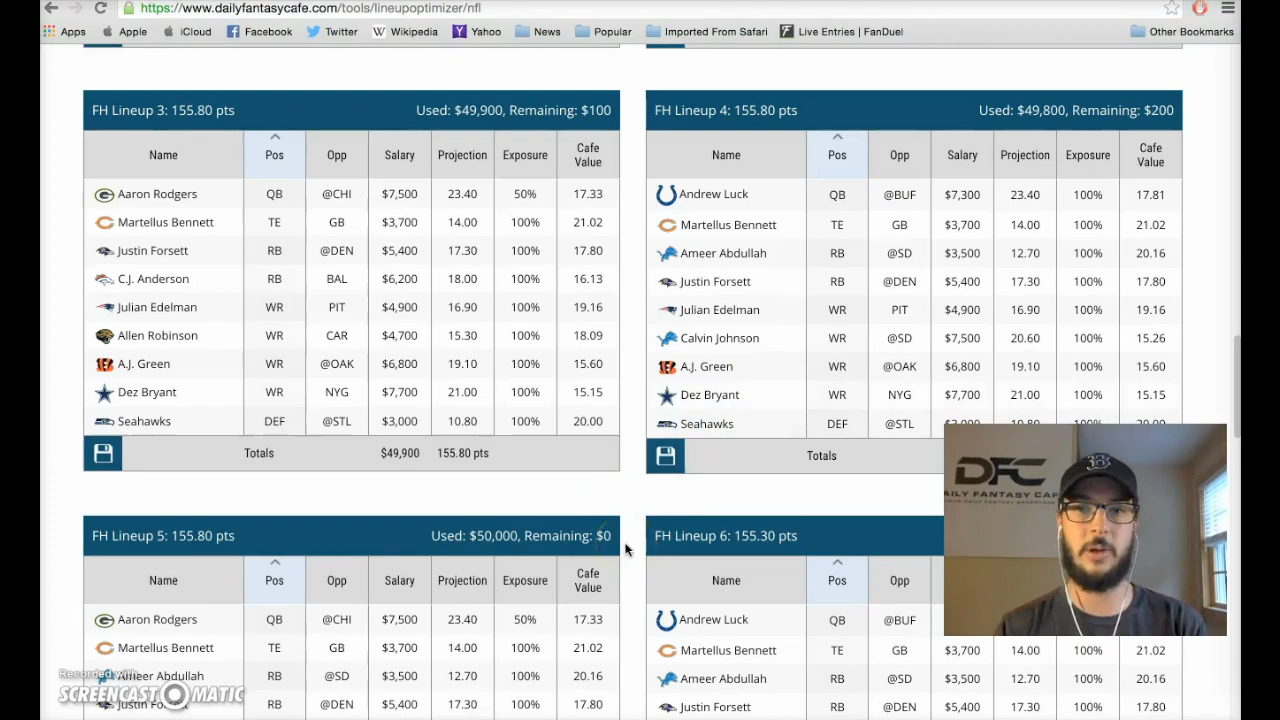 https://www.dailyfantasycafe.com/tools/lineupoptimizer/nfl
Apps Apple iCloud Facebook Twitter Wikipedia Yahoo News Popular Imported From Safari Live Entries | FanDuel Other Bookmarks
FH Lineup 3: 155.80 pts Used: $49,900, Remaining: $100
Name Pos Opp Salary Projection Exposure Cafe Value
Aaron Rodgers QB @CHI $7,500 23.40 50% 17.33
Martellus Bennett TE GB $3,700 14.00 100% 21.02
Justin Forsett RB @DEN $5,400 17.30 100% 17.80
C.J. Anderson RB BAL $6,200 18.00 100% 16.13
Julian Edelman WR PIT $4,900 16.90 100% 19.16
Allen Robinson WR CAR $4,700 15.30 100% 18.09
A.J. Green WR @OAK $6,800 19.10 100% 15.60
Dez Bryant WR NYG $7,700 21.00 100% 15.15
Seahawks DEF @STL $3,000 10.80 100% 20.00
Totals $49,900 155.80 pts
FH Lineup 4: 155.80 pts Used: $49,800, Remaining: $200
Name Pos Opp Salary Projection Exposure Cafe Value
Andrew Luck QB @BUF $7,300 23.40 100% 17.81
Martellus Bennett TE GB $3,700 14.00 100% 21.02
Ameer Abdullah RB @SD $3,500 12.70 100% 20.16
Justin Forsett RB @DEN $5,400 17.30 100% 17.80
Julian Edelman WR PIT $4,900 16.90 100% 19.16
Calvin Johnson WR @SD $7,500 20.60 100% 15.26
A.J. Green WR @OAK $6,800 19.10 100% 15.60
Dez Bryant WR NYG $7,700 21.00 100% 15.15
Seahawks DEF @STL
Totals
FH Lineup 5: 155.80 pts Used: $50,000, Remaining: $0
Name Pos Opp Salary Projection Exposure Cafe Value
Aaron Rodgers QB @CHI $7,500 23.40 50% 17.33
Martellus Bennett TE GB $3,700 14.00 100% 21.02
Ameer Abdullah RB @SD $3,500 12.70 100% 20.16
RB @DEN $5,400 17.30 100% 17.80
FH Lineup 6: 155.30 pts
Name Pos Opp
Andrew Luck QB @BUF
Martellus Bennett TE GB $3,700 14.00 100% 21.02
Ameer Abdullah RB @SD $3,500 12.70 100% 20.16
Justin Forsett RB @DEN $5,400 17.30 100% 17.80
DFC
DAILY FANTASY CAF
Recorded with
SCREENCAST MATIC